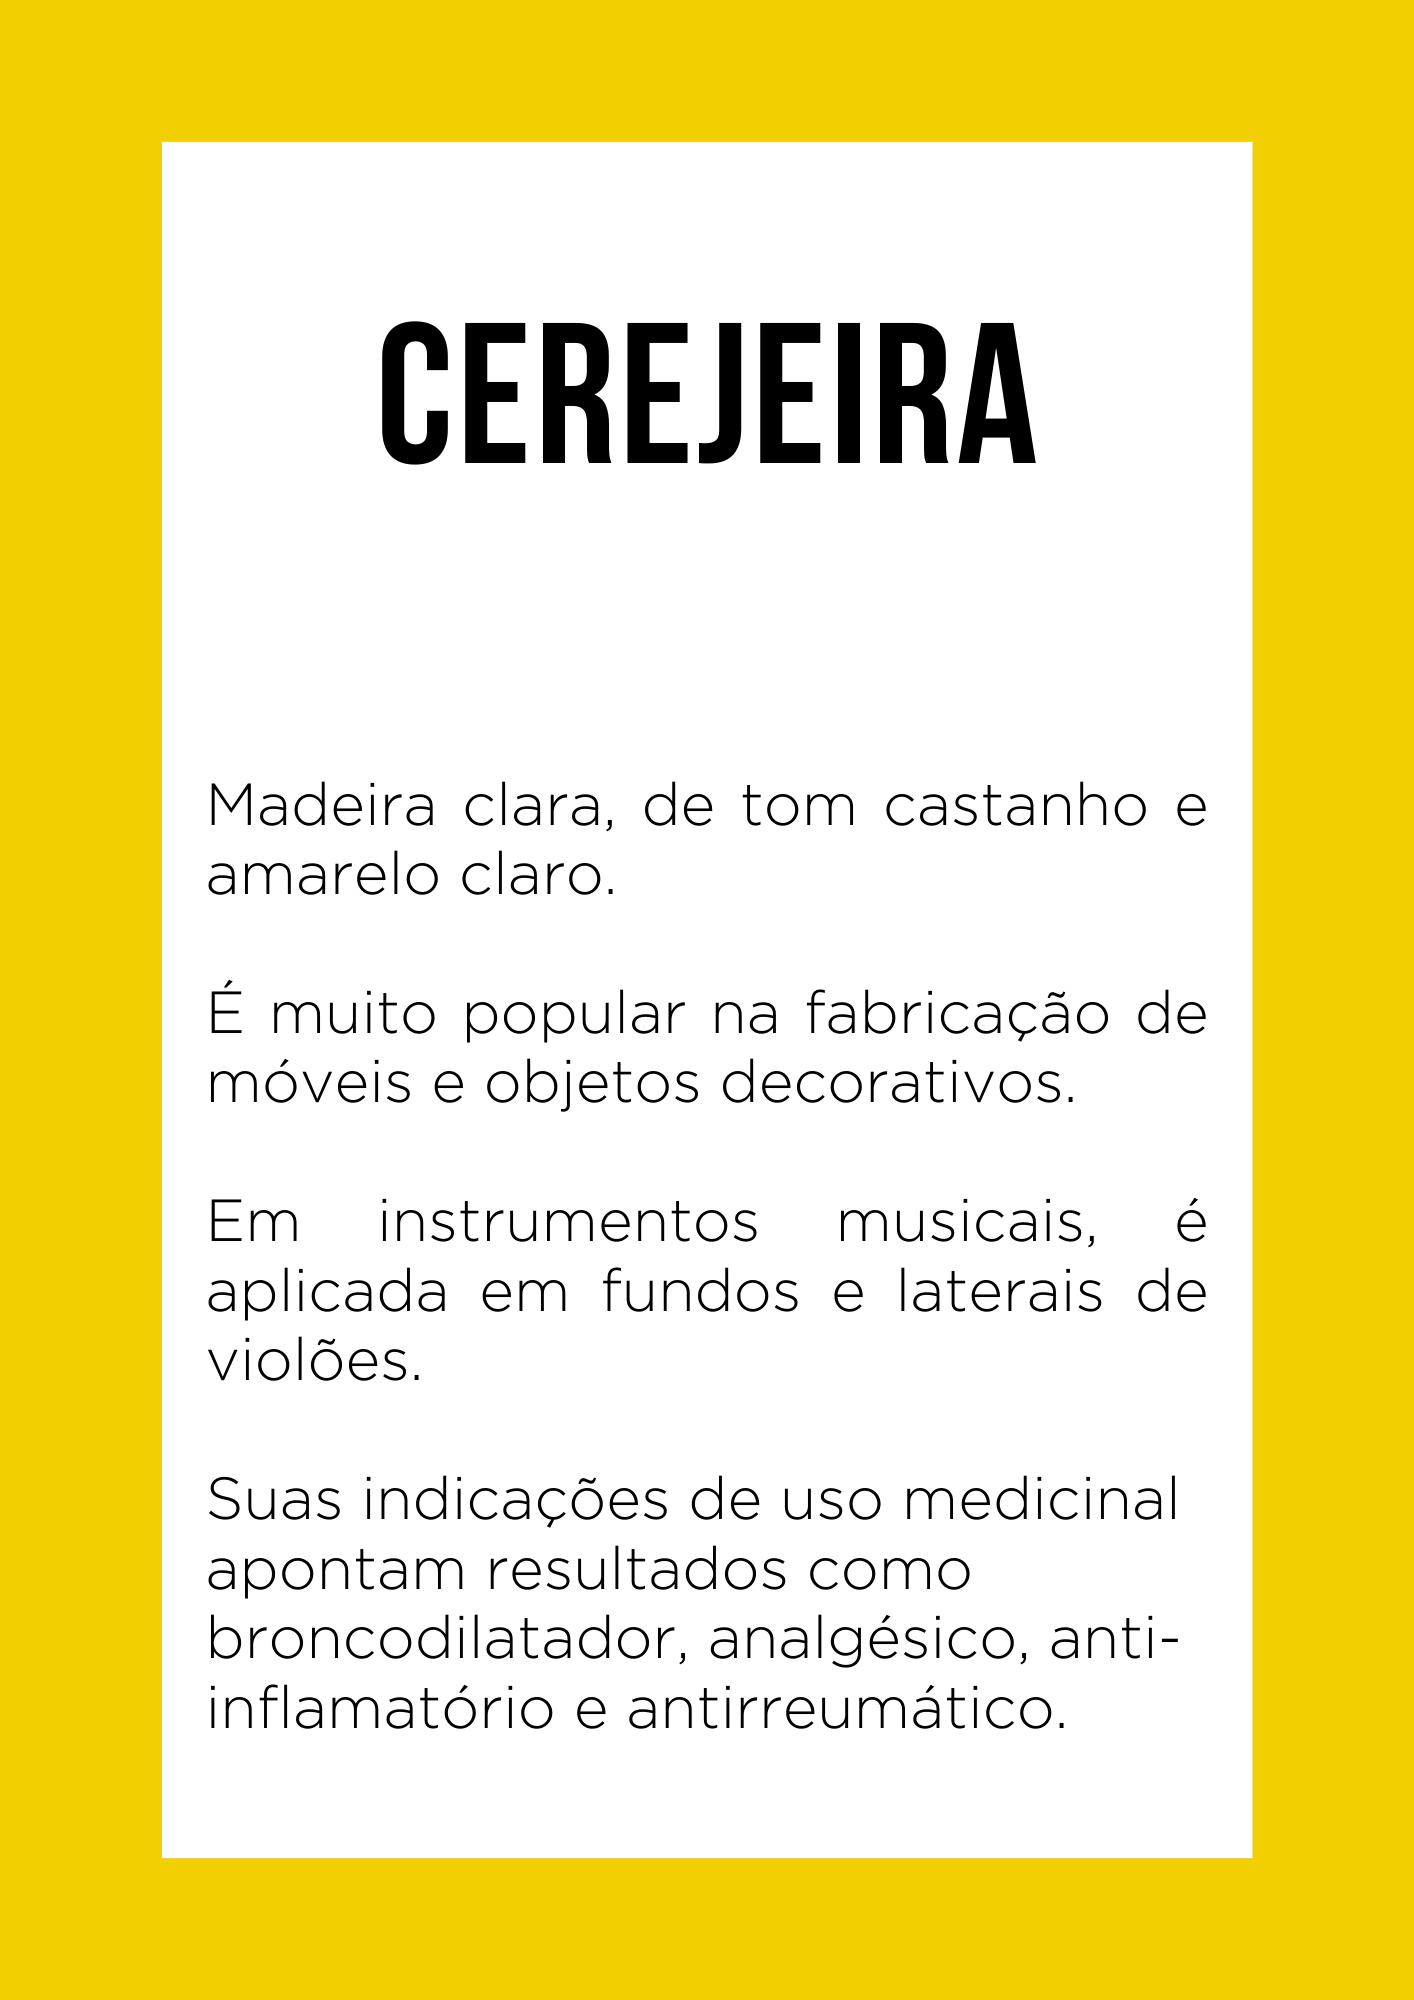 CEREJEIRA
Madeira clara, de tom castanho e
amarelo claro.
É muito popular na fabricação de
móveis e objetos decorativos.
Em instrumentos musicais, é
aplicada em fundos e laterais de
violões.
Suas indicações de uso medicinal
apontam resultados como
broncodilatador, analgésico, anti-
inflamatório e antirreumático.